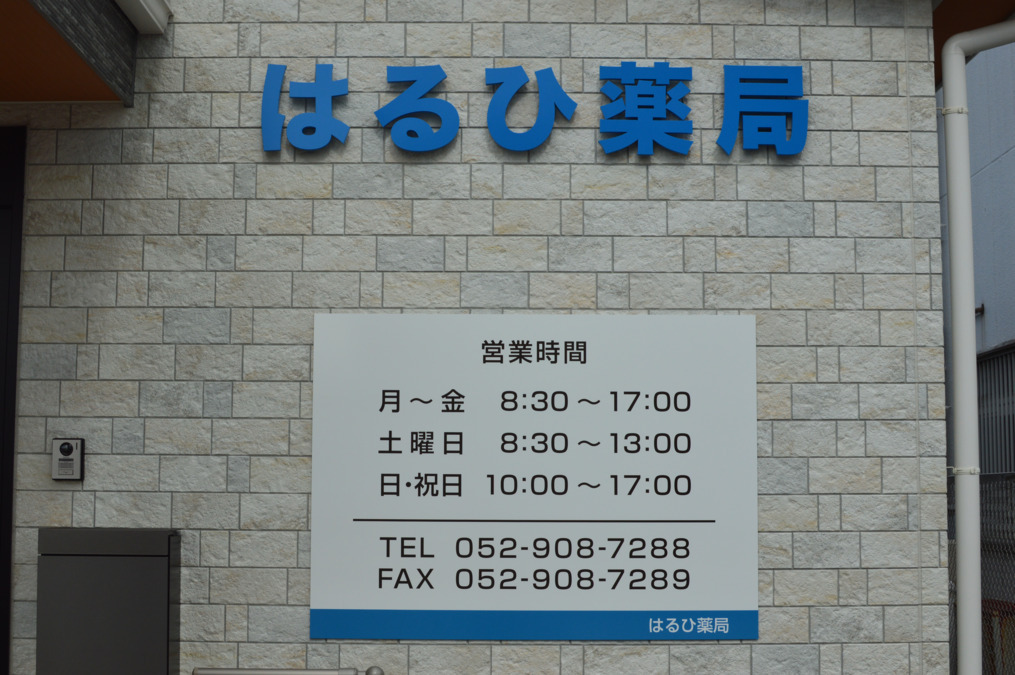 はるひ薬局
営業時間
月～金 8:30～17:00
土曜日 8:30～13:00
日・祝日 10:00～17:00
TEL 052-908-7288
FAX 052-908-7289
はるひ薬局